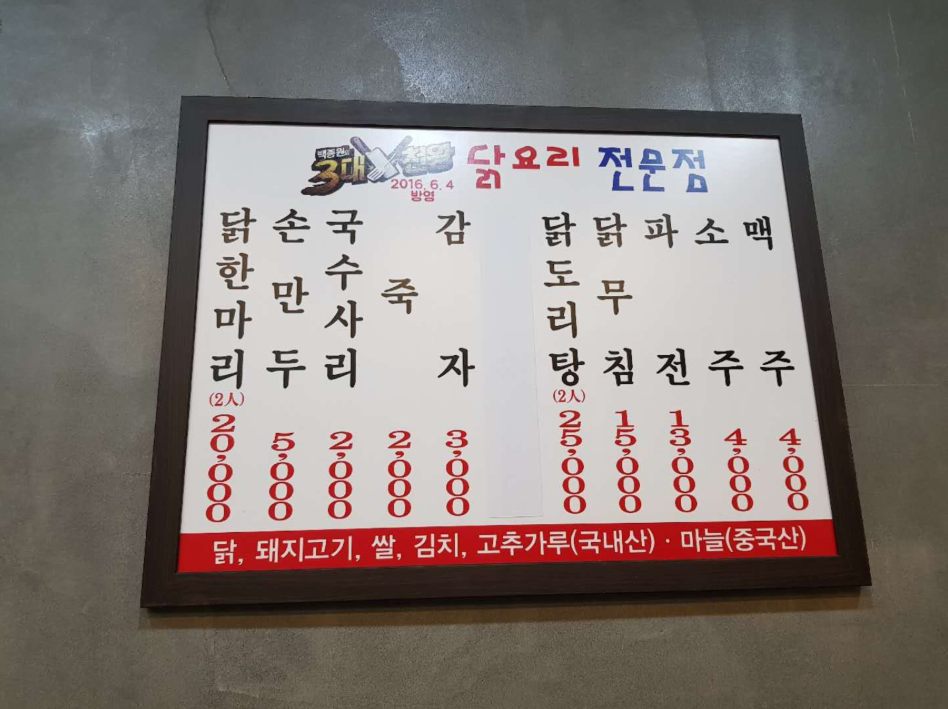 백종원의 3대천왕
2016. 6. 4
방영
닭요리 전문점
닭한마리 (2人) 20,000
손만두 5,000
국수사리 2,000
죽 2,000
감자 3,000
닭도리탕 (2人) 25,000
닭무침 15,000
파전 13,000
소주 4,000
맥주 4,000
닭, 돼지고기, 쌀, 김치, 고추가루(국내산) · 마늘(중국산)